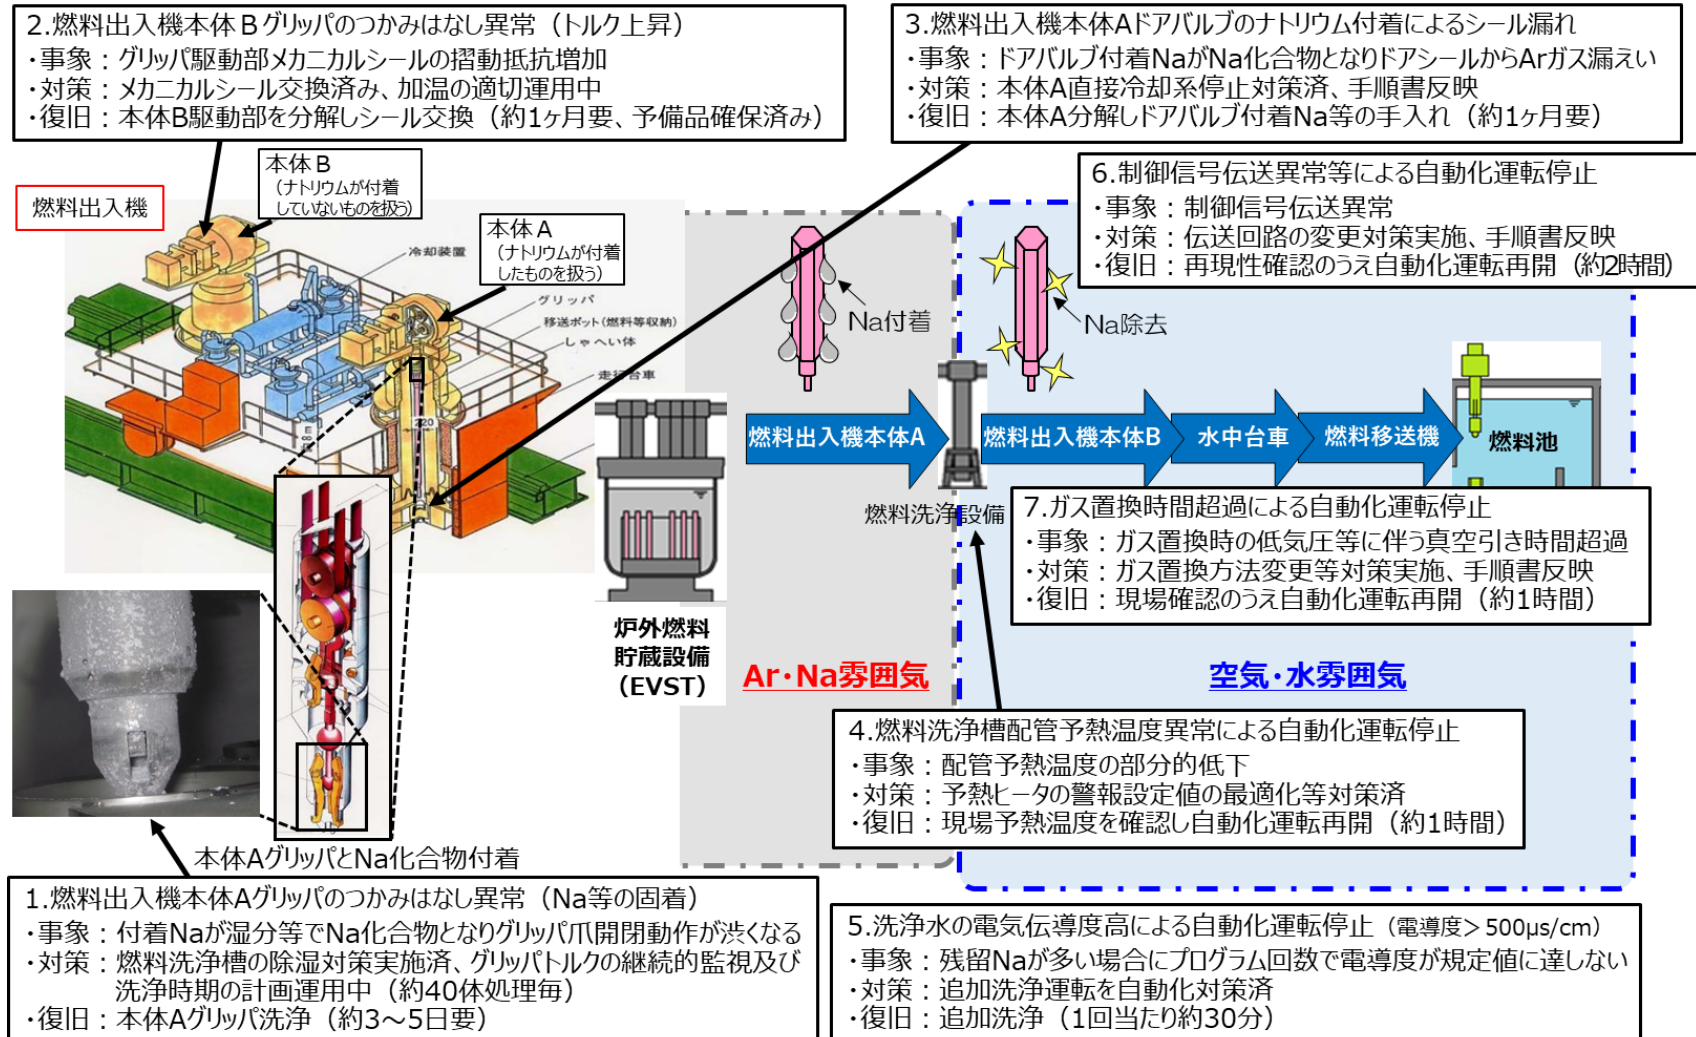 2.燃料出入機本体Bグリッパのつかみはなし異常（トルク上昇）
・事象：グリッパ駆動部メカニカルシールの摺動抵抗増加
・対策：メカニカルシール交換済み、加温の適切運用中
・復旧：本体B駆動部を分解しシール交換（約1ヶ月要、予備品確保済み）
3.燃料出入機本体Aドアバルブのナトリウム付着によるシール漏れ
・事象：ドアバルブ付着NaがNa化合物となりドアシールからArガス漏えい
・対策：本体A直接冷却系停止対策済、手順書反映
・復旧：本体A分解しドアバルブ付着Na等の手入れ（約1ヶ月要）
6.制御信号伝送異常等による自動化運転停止
・事象：制御信号伝送異常
・対策：伝送回路の変更対策実施、手順書反映
・復旧：再現性確認のうえ自動化運転再開（約2時間）
燃料出入機
本体B
（ナトリウムが付着
していないものを扱う）
本体A
（ナトリウムが付着
したものを扱う）
冷却装置
グリッパ
移送ポット(燃料等収納)
しゃへい体
走行台車
Na付着
Na除去
燃料出入機本体A
燃料出入機本体B
水中台車
燃料移送機
燃料池
燃料洗浄設備
炉外燃料
貯蔵設備
（EVST）
Ar・Na雰囲気
空気・水雰囲気
7.ガス置換時間超過による自動化運転停止
・事象：ガス置換時の低気圧等に伴う真空引き時間超過
・対策：ガス置換方法変更等対策実施、手順書反映
・復旧：現場確認のうえ自動化運転再開（約1時間）
4.燃料洗浄槽配管予熱温度異常による自動化運転停止
・事象：配管予熱温度の部分的低下
・対策：予熱ヒータの警報設定値の最適化等対策済
・復旧：現場予熱温度を確認し自動化運転再開（約1時間）
本体AグリッパとNa化合物付着
1.燃料出入機本体Aグリッパのつかみはなし異常（Na等の固着）
・事象：付着Naが湿分等でNa化合物となりグリッパ爪開閉動作が渋くなる
・対策：燃料洗浄槽の除湿対策実施済、グリッパトルクの継続的監視及び
洗浄時期の計画運用中（約40体処理毎）
・復旧：本体Aグリッパ洗浄（約3～5日要）
5.洗浄水の電気伝導度高による自動化運転停止（電導度＞500μs/cm）
・事象：残留Naが多い場合にプログラム回数で電導度が規定値に達しない
・対策：追加洗浄運転を自動化対策済
・復旧：追加洗浄（1回当たり約30分）